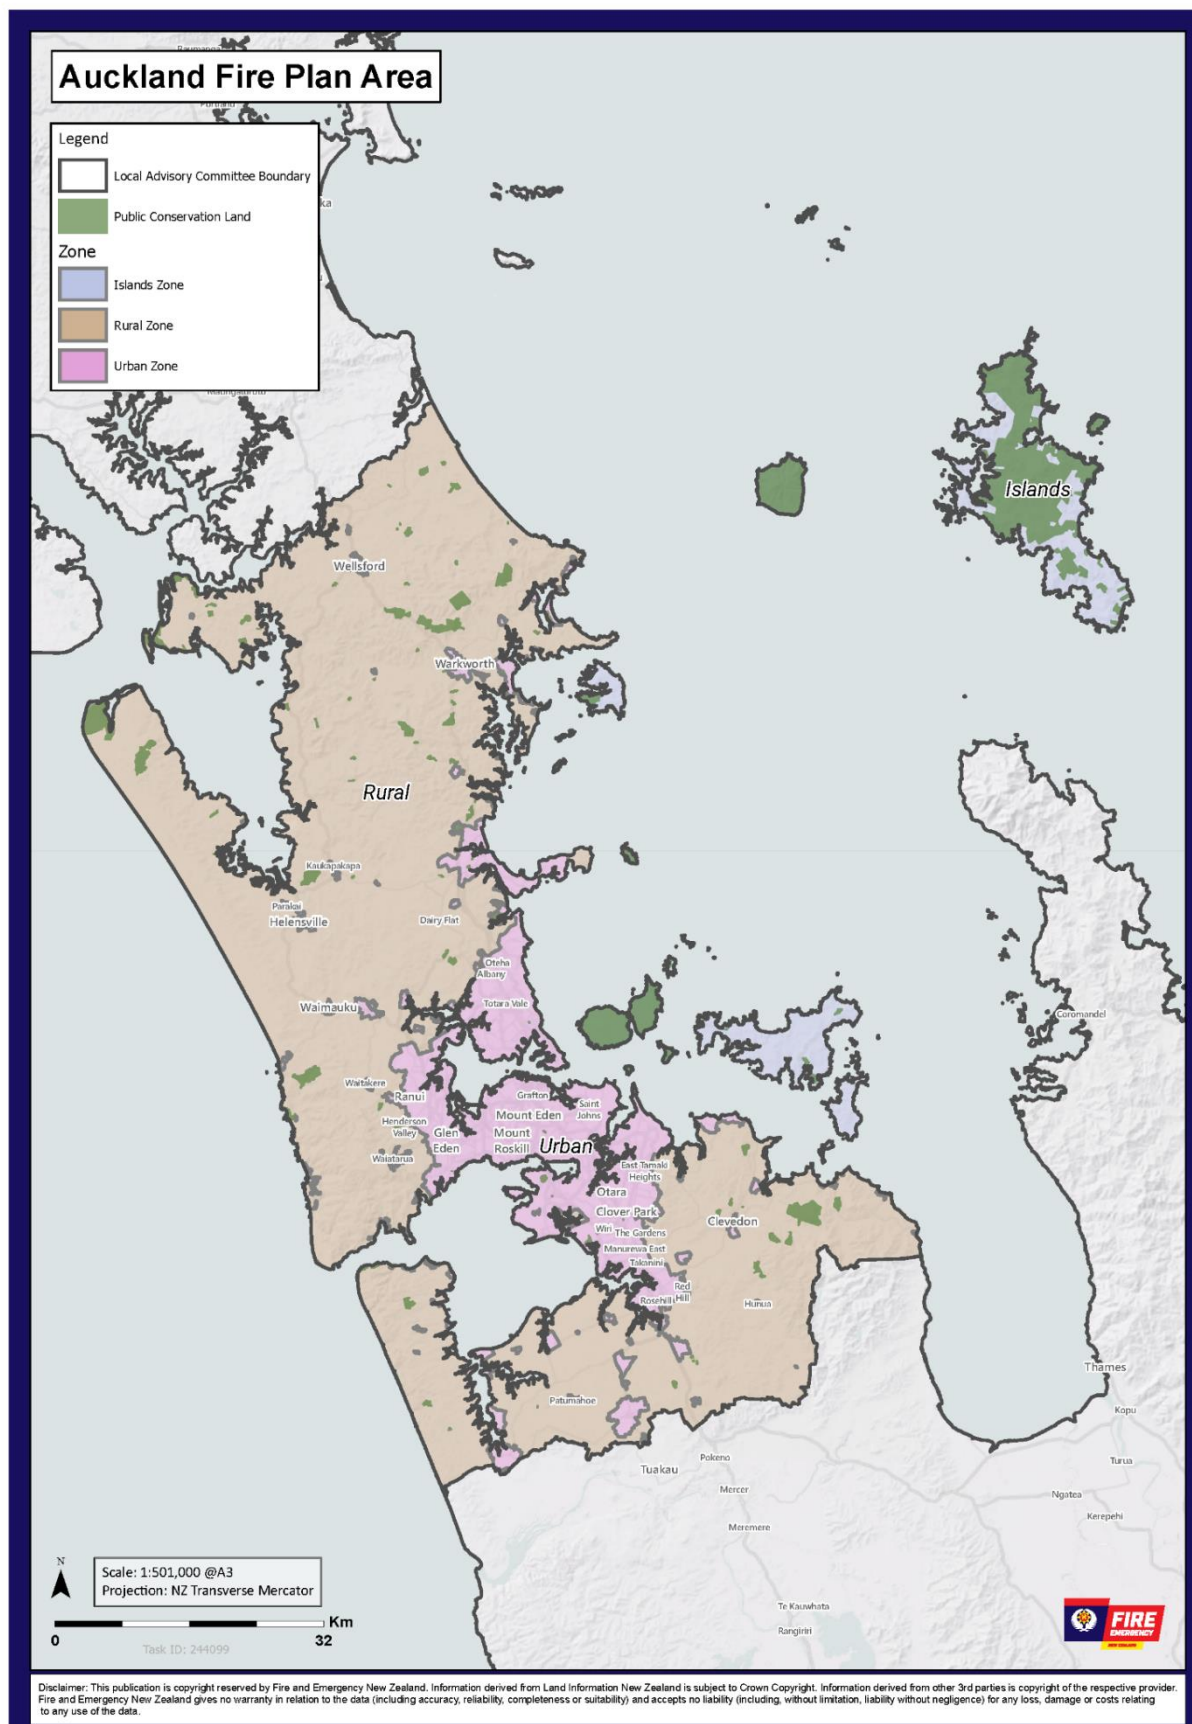 Auckland Fire Plan Area
Legend
Local Advisory Committee Boundary
Public Conservation Land
Zone
Islands Zone
Rural Zone
Urban Zone
Islands
Wellsford
Warkworth
Rural
Kaukapakapa
Parakai
Helensville
Dairy Flat
Oteha
Albany
Totara Vale
Waimauku
Coromandel
Waitakere
Ranui
Grafton
Saint
Johns
Mount Eden
Henderson
Valley
Glen
Eden
Mount
Roskill
Urban
Waiatarua
East Tamaki
Heights
Otara
Clover Park
Clevedon
Wiri
The Gardens
Manurewa East
Takanini
Red
Hill
Rosehill
Hunua
Thames
Patumahoe
Kopu
Pokeno
Tuakau
Turua
Mercer
Ngatea
Kerepehi
Meremere
N
Scale: 1:501,000 @A3
Projection: NZ Transverse Mercator
Km
0 32
Task ID: 244099
Te Kauwhata
Rangiriri
FIRE
EMERGENCY
NEW ZEALAND
Disclaimer: This publication is copyright reserved by Fire and Emergency New Zealand. Information derived from Land Information New Zealand is subject to Crown Copyright. Information derived from other 3rd parties is copyright of the respective provider.
Fire and Emergency New Zealand gives no warranty in relation to the data (including accuracy, reliability, completeness or suitability) and accepts no liability (including, without limitation, liability without negligence) for any loss, damage or costs relating
to any use of the data.